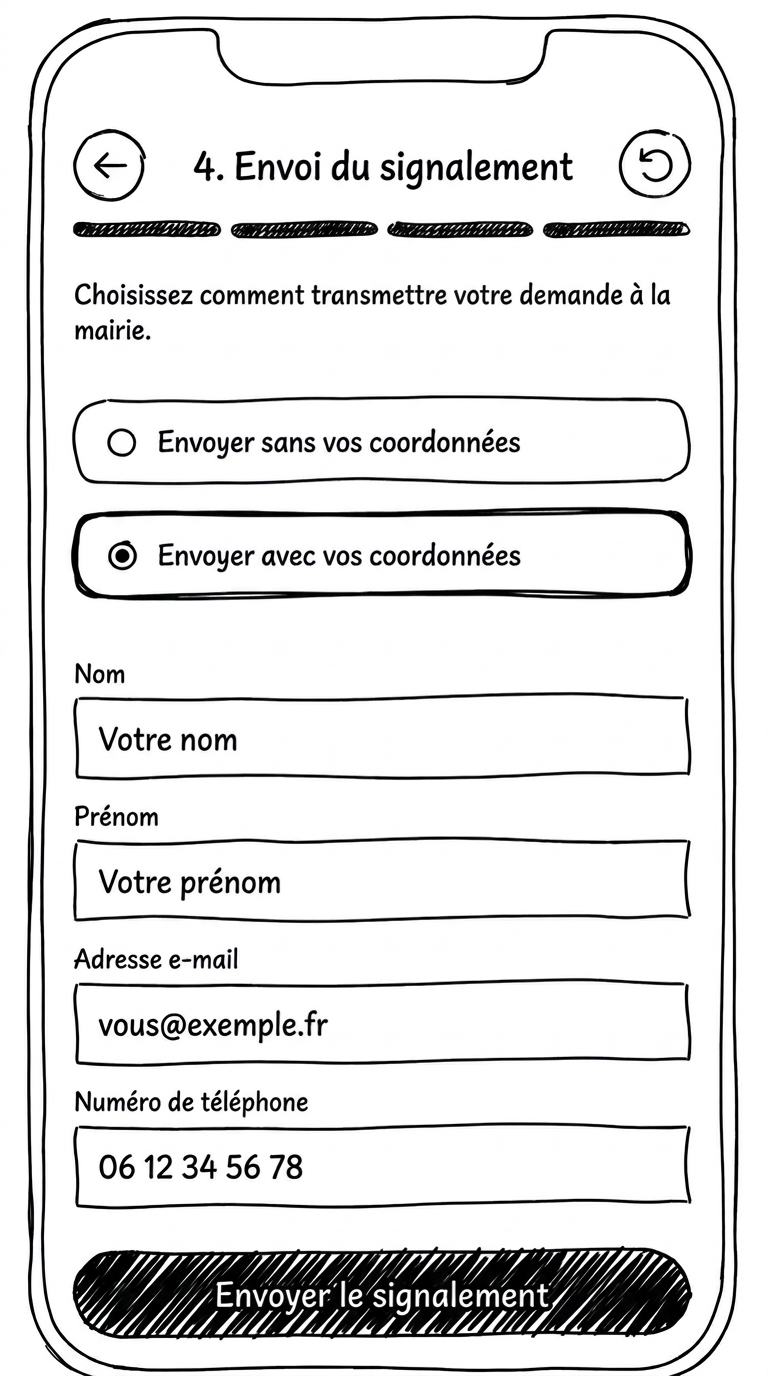 4. Envoi du signalement
Choisissez comment transmettre votre demande à la
mairie.
Envoyer sans vos coordonnées
Envoyer avec vos coordonnées
Nom
Votre nom
Prénom
Votre prénom
Adresse e-mail
vous@exemple.fr
Numéro de téléphone
06 12 34 56 78
Envoyer le signalement